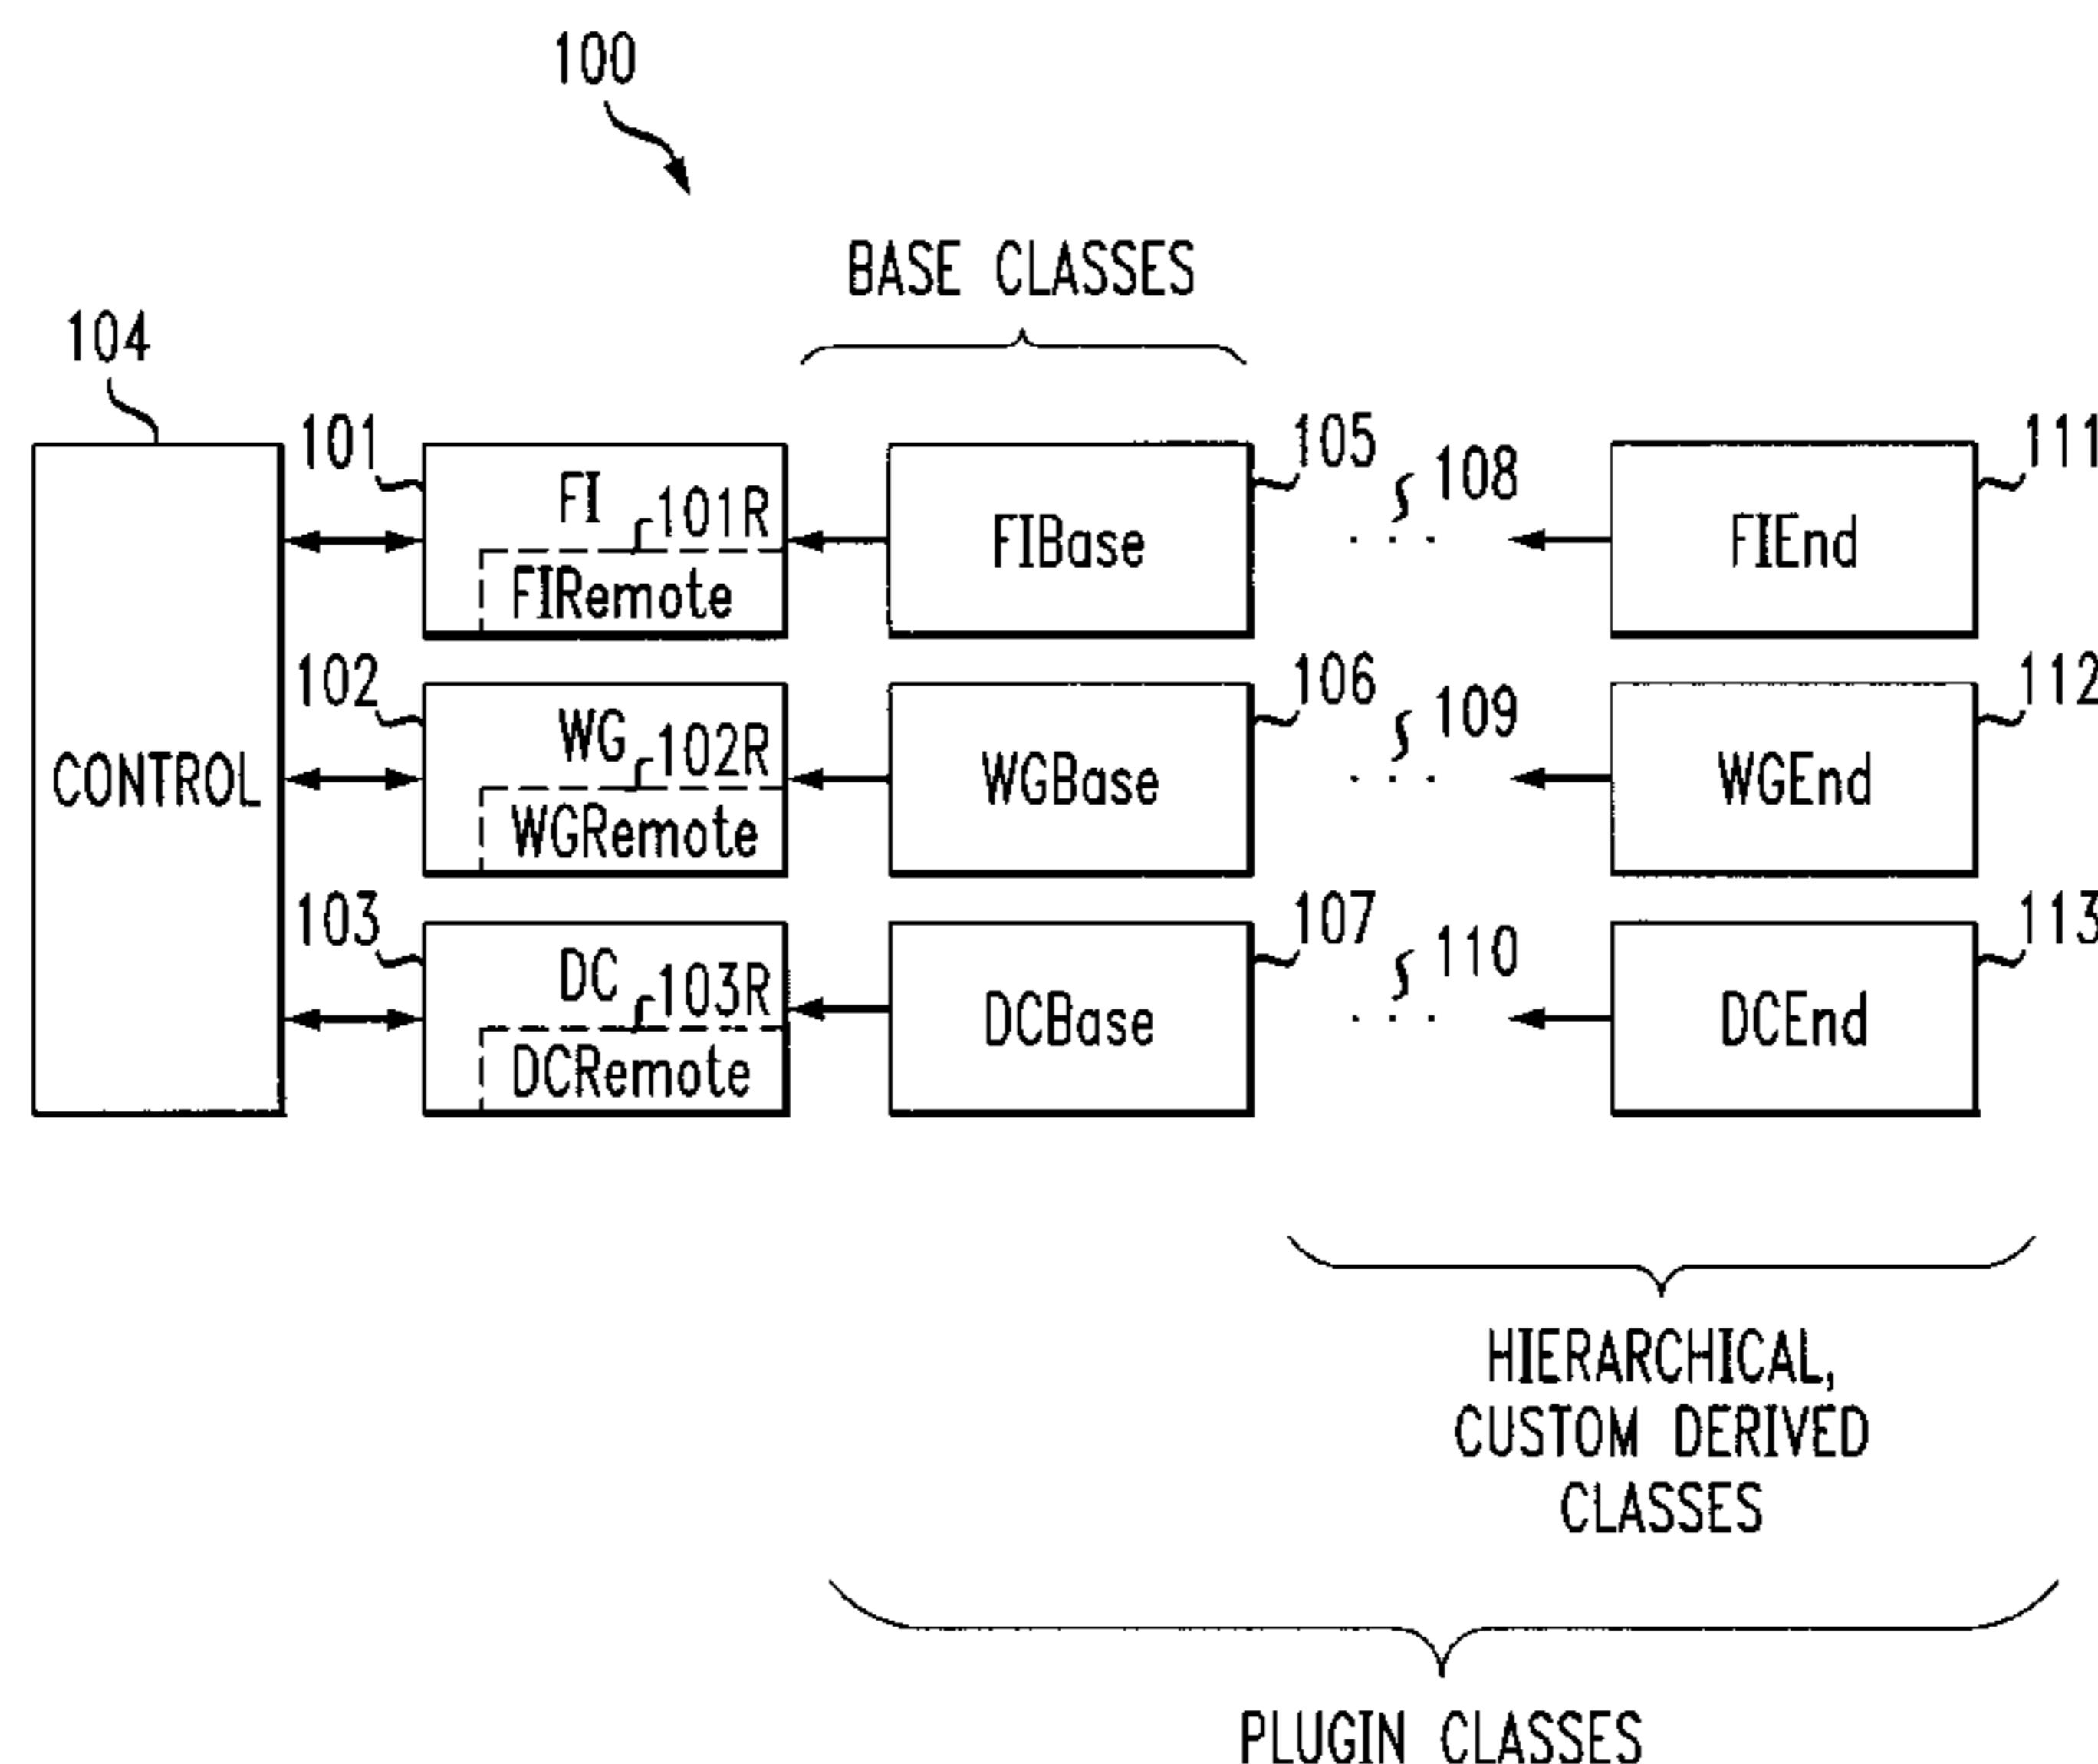 100
BASE CLASSES
104
101
FI
101R
FIRemote
FIBase
105
108
FIEnd
111
102
WG
102R
WGRemote
WGBase
106
109
WGEnd
112
CONTROL
103
DC
103R
DCRemote
DCBase
107
110
DCEnd
113
HIERARCHICAL,
CUSTOM DERIVED
CLASSES
PLUGIN CLASSES